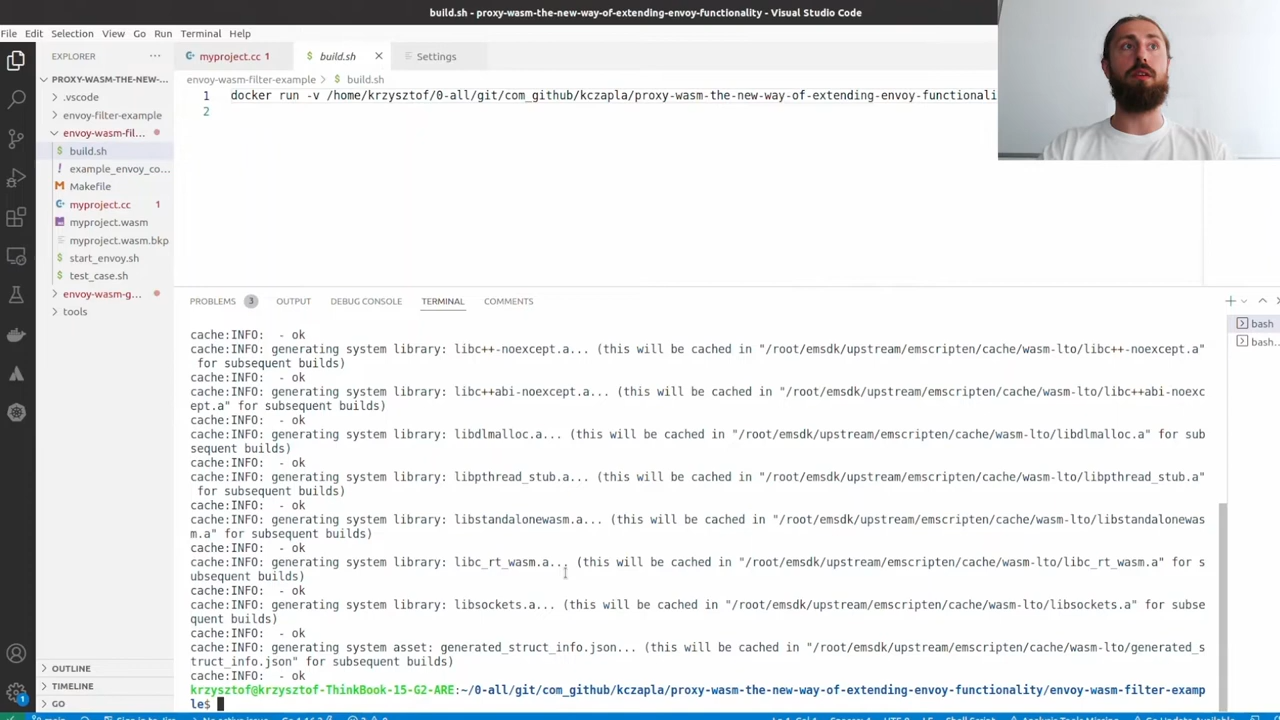 build.sh - proxy-wasm-the-new-way-of-extending-envoy-functionality - Visual Studio Code
File Edit Selection View Go Run Terminal Help
EXPLORER
myproject.cc 1
build.sh
Settings
PROXY-WASM-THE-NEW-...
envoy-wasm-filter-example > build.sh
.vscode
1 docker run -v /home/krzysztof/0-all/git/com_github/kczapla/proxy-wasm-the-new-way-of-extending-envoy-functionali
2
envoy-filter-example
envoy-wasm-fil...
build.sh
example_envoy_co...
Makefile
myproject.cc 1
myproject.wasm
myproject.wasm.bkp
start_envoy.sh
test_case.sh
envoy-wasm-g...
tools
PROBLEMS 3 OUTPUT DEBUG CONSOLE TERMINAL COMMENTS
bash
bash...
cache:INFO:  - ok
cache:INFO: generating system library: libc++-noexcept.a... (this will be cached in "/root/emsdk/upstream/emscripten/cache/wasm-lto/libc++-noexcept.a"
 for subsequent builds)
cache:INFO:  - ok
cache:INFO: generating system library: libc++abi-noexcept.a... (this will be cached in "/root/emsdk/upstream/emscripten/cache/wasm-lto/libc++abi-noexc
ept.a" for subsequent builds)
cache:INFO:  - ok
cache:INFO: generating system library: libdlmalloc.a... (this will be cached in "/root/emsdk/upstream/emscripten/cache/wasm-lto/libdlmalloc.a" for sub
sequent builds)
cache:INFO:  - ok
cache:INFO: generating system library: libpthread_stub.a... (this will be cached in "/root/emsdk/upstream/emscripten/cache/wasm-lto/libpthread_stub.a"
 for subsequent builds)
cache:INFO:  - ok
cache:INFO: generating system library: libstandalonewasm.a... (this will be cached in "/root/emsdk/upstream/emscripten/cache/wasm-lto/libstandalonewas
m.a" for subsequent builds)
cache:INFO:  - ok
cache:INFO: generating system library: libc_rt_wasm.a... (this will be cached in "/root/emsdk/upstream/emscripten/cache/wasm-lto/libc_rt_wasm.a" for s
ubsequent builds)
cache:INFO:  - ok
cache:INFO: generating system library: libsockets.a... (this will be cached in "/root/emsdk/upstream/emscripten/cache/wasm-lto/libsockets.a" for subse
quent builds)
cache:INFO:  - ok
cache:INFO: generating system asset: generated_struct_info.json... (this will be cached in "/root/emsdk/upstream/emscripten/cache/wasm-lto/generated_s
truct_info.json" for subsequent builds)
cache:INFO:  - ok
krzysztof@krzysztof-ThinkBook-15-G2-ARE:~/0-all/git/com_github/kczapla/proxy-wasm-the-new-way-of-extending-envoy-functionality/envoy-wasm-filter-examp
le$
OUTLINE
TIMELINE
GO
1